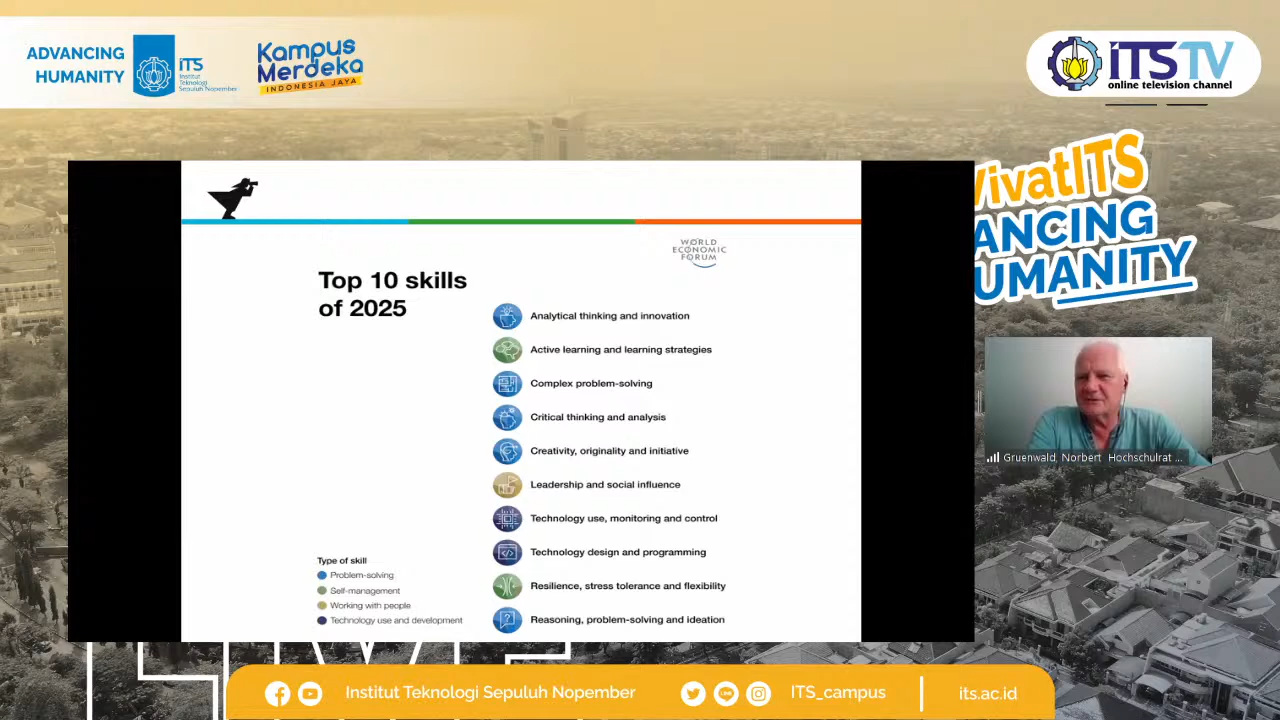 ADVANCING
HUMANITY
iTS
Institut
Teknologi
Sepuluh Nopember
Kampus
Merdeka
INDONESIA JAYA
iTSTV
online television channel
VivatITS
ANCING
UMANITY
WORLD
ECONOMIC
FORUM
Top 10 skills
of 2025
Analytical thinking and innovation
Active learning and learning strategies
Complex problem-solving
Critical thinking and analysis
Creativity, originality and initiative
Leadership and social influence
Technology use, monitoring and control
Technology design and programming
Resilience, stress tolerance and flexibility
Reasoning, problem-solving and ideation
Type of skill
Problem-solving
Self-management
Working with people
Technology use and development
Gruenwald, Norbert Hochschulrat ...
Institut Teknologi Sepuluh Nopember
ITS_campus
its.ac.id